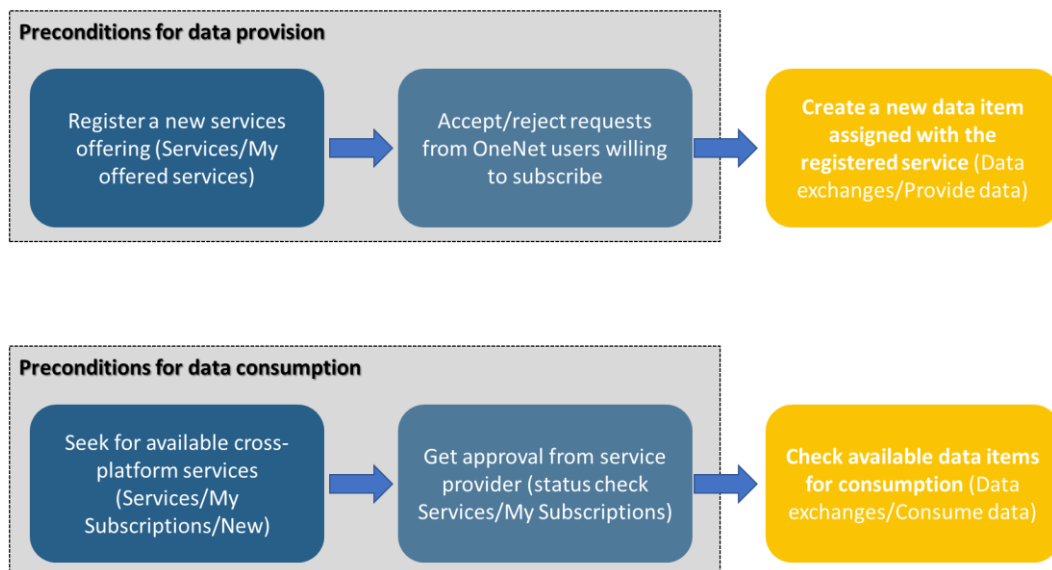 Preconditions for data provision
Register a new services
offering (Services/My
offered services)
Accept/reject requests
from OneNet users willing
to subscribe
Create a new data item
assigned with the
registered service (Data
exchanges/Provide data)
Preconditions for data consumption
Seek for available cross-
platform services
(Services/My
Subscriptions/New)
Get approval from service
provider (status check
Services/My Subscriptions)
Check available data items
for consumption (Data
exchanges/Consume data)